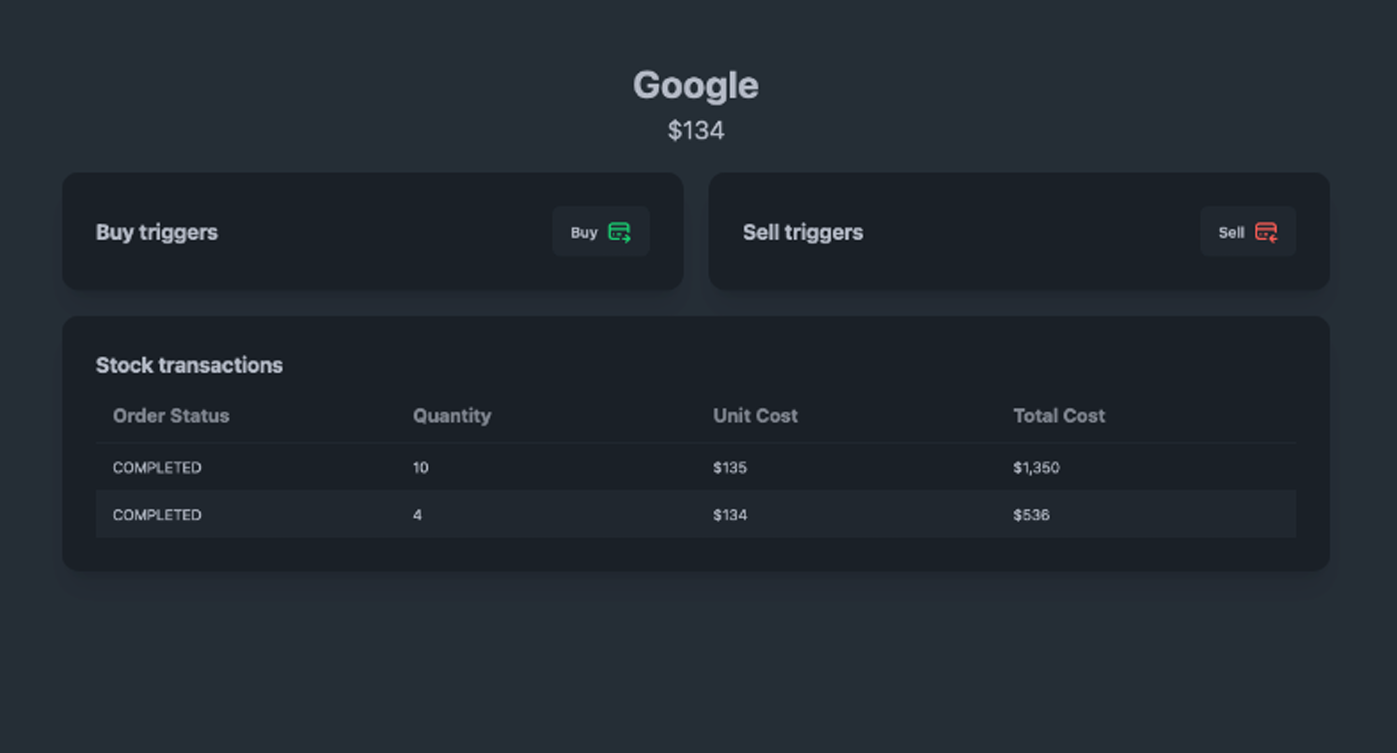 Google
$134
Buy triggers Buy Sell triggers Sell
Stock transactions
Order Status Quantity Unit Cost Total Cost
COMPLETED 10 $135 $1,350
COMPLETED 4 $134 $536